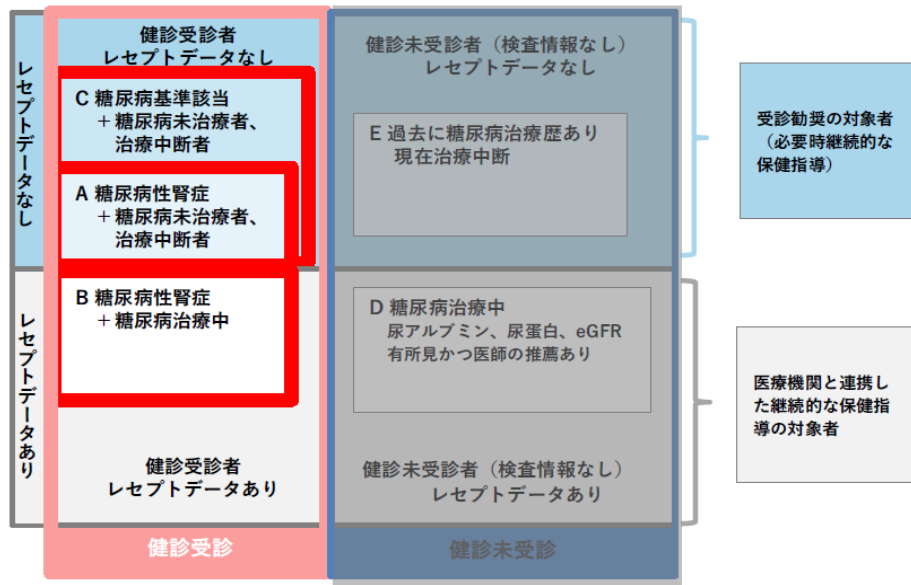 レセプトデータなし
健診受診者
レセプトデータなし
C 糖尿病基準該当
＋糖尿病未治療者、
治療中断者
A 糖尿病性腎症
＋糖尿病未治療者、
治療中断者
健診未受診者（検査情報なし）
レセプトデータなし
E 過去に糖尿病治療歴あり
現在治療中断
受診勧奨の対象者
（必要時継続的な
保健指導）
レセプトデータあり
B 糖尿病性腎症
＋糖尿病治療中
健診受診者
レセプトデータあり
D 糖尿病治療中
尿アルブミン、尿蛋白、eGFR
有所見かつ医師の推薦あり
健診未受診者（検査情報なし）
レセプトデータあり
医療機関と連携し
た継続的な保健指
導の対象者
健診受診
健診未受診